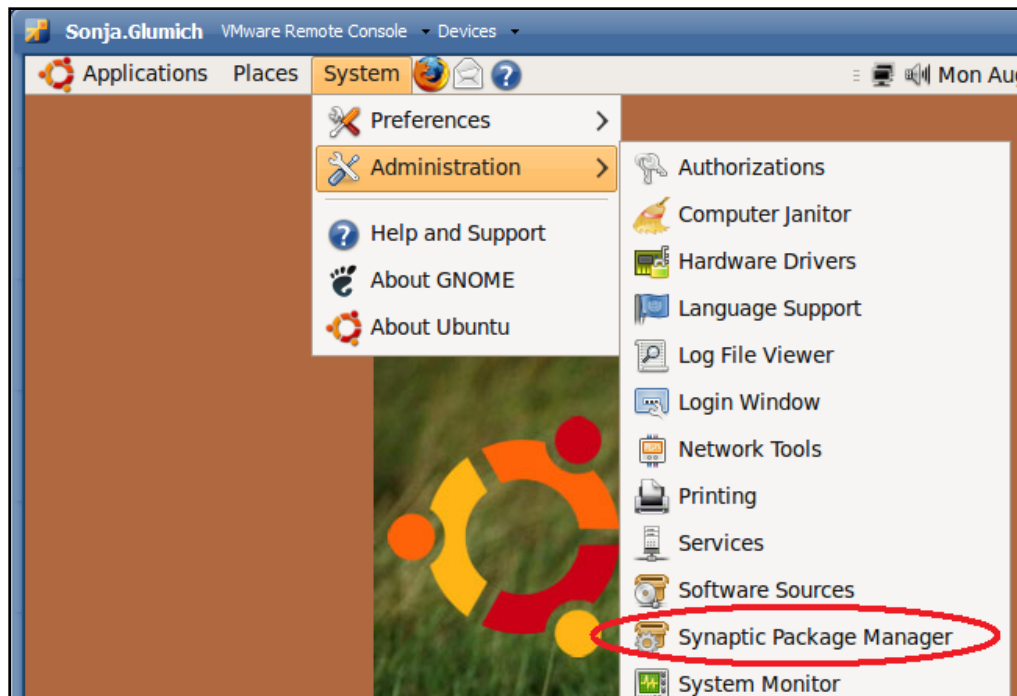 Sonja.Glumich VMware Remote Console Devices
Applications Places System Mon Aug
Preferences
Administration
Help and Support
About GNOME
About Ubuntu
Authorizations
Computer Janitor
Hardware Drivers
Language Support
Log File Viewer
Login Window
Network Tools
Printing
Services
Software Sources
Synaptic Package Manager
System Monitor